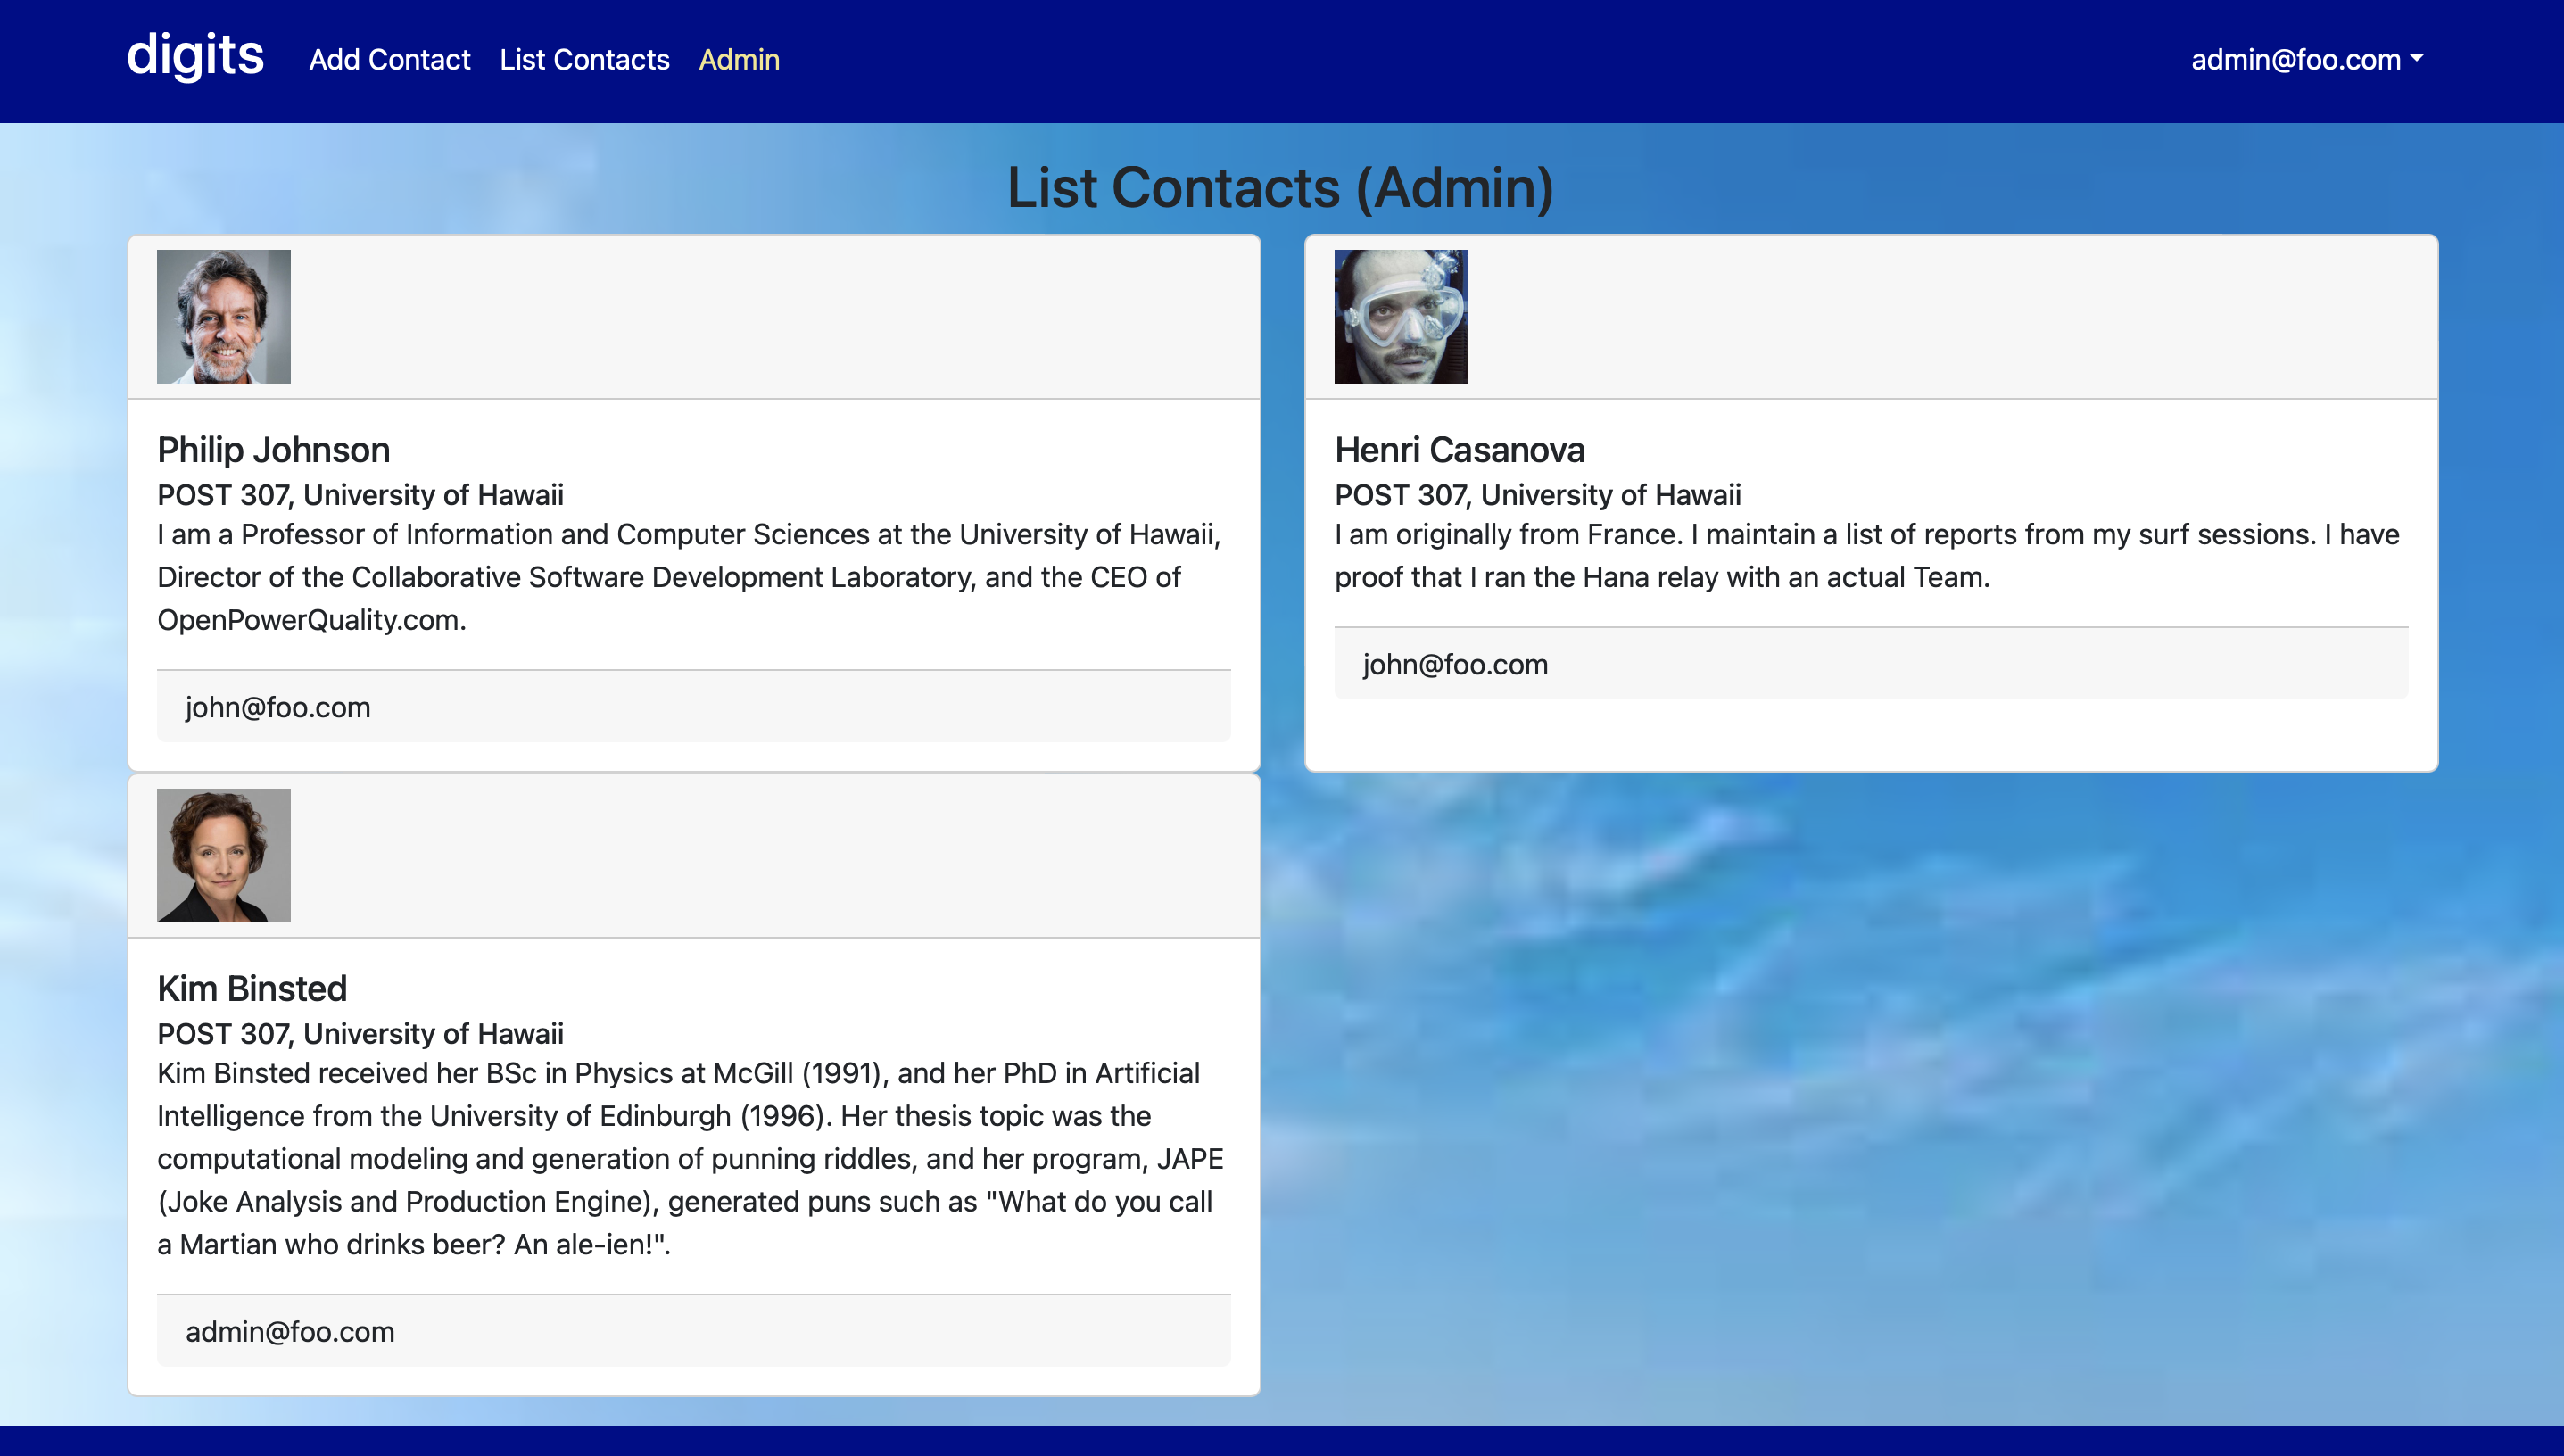 digits
Add Contact
List Contacts
Admin
admin@foo.com
List Contacts (Admin)
Philip Johnson
POST 307, University of Hawaii
I am a Professor of Information and Computer Sciences at the University of Hawaii,
Director of the Collaborative Software Development Laboratory, and the CEO of
OpenPowerQuality.com.
john@foo.com
Henri Casanova
POST 307, University of Hawaii
I am originally from France. I maintain a list of reports from my surf sessions. I have
proof that I ran the Hana relay with an actual Team.
john@foo.com
Kim Binsted
POST 307, University of Hawaii
Kim Binsted received her BSc in Physics at McGill (1991), and her PhD in Artificial
Intelligence from the University of Edinburgh (1996). Her thesis topic was the
computational modeling and generation of punning riddles, and her program, JAPE
(Joke Analysis and Production Engine), generated puns such as "What do you call
a Martian who drinks beer? An ale-ien!".
admin@foo.com